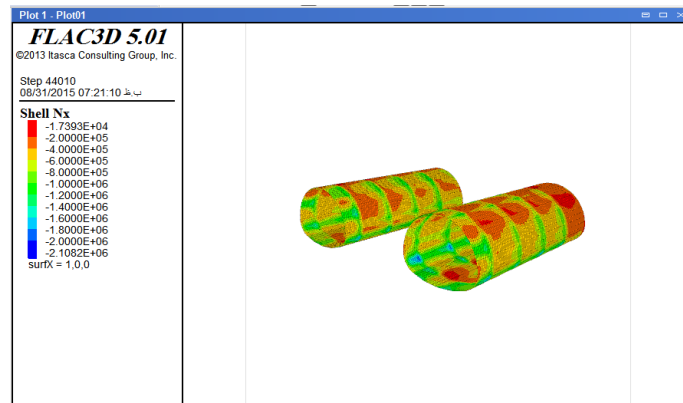 Plot 1 - Plot01
FLAC3D 5.01
©2013 Itasca Consulting Group, Inc.
Step 44010
08/31/2015 07:21:10 ب.ظ
Shell Nx
-1.7393E+04
-2.0000E+05
-4.0000E+05
-6.0000E+05
-8.0000E+05
-1.0000E+06
-1.2000E+06
-1.4000E+06
-1.6000E+06
-1.8000E+06
-2.0000E+06
-2.1082E+06
surfX = 1,0,0